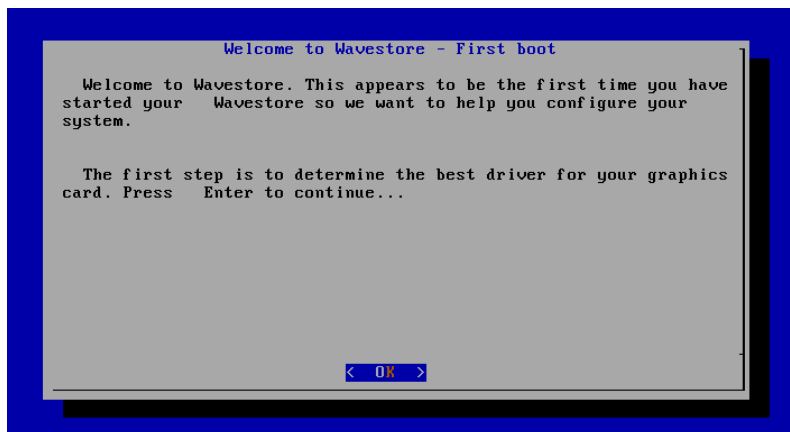 Welcome to Wavestore - First boot
Welcome to Wavestore. This appears to be the first time you have
started your   Wavestore so we want to help you configure your
system.
The first step is to determine the best driver for your graphics
card. Press   Enter to continue...
< OK >